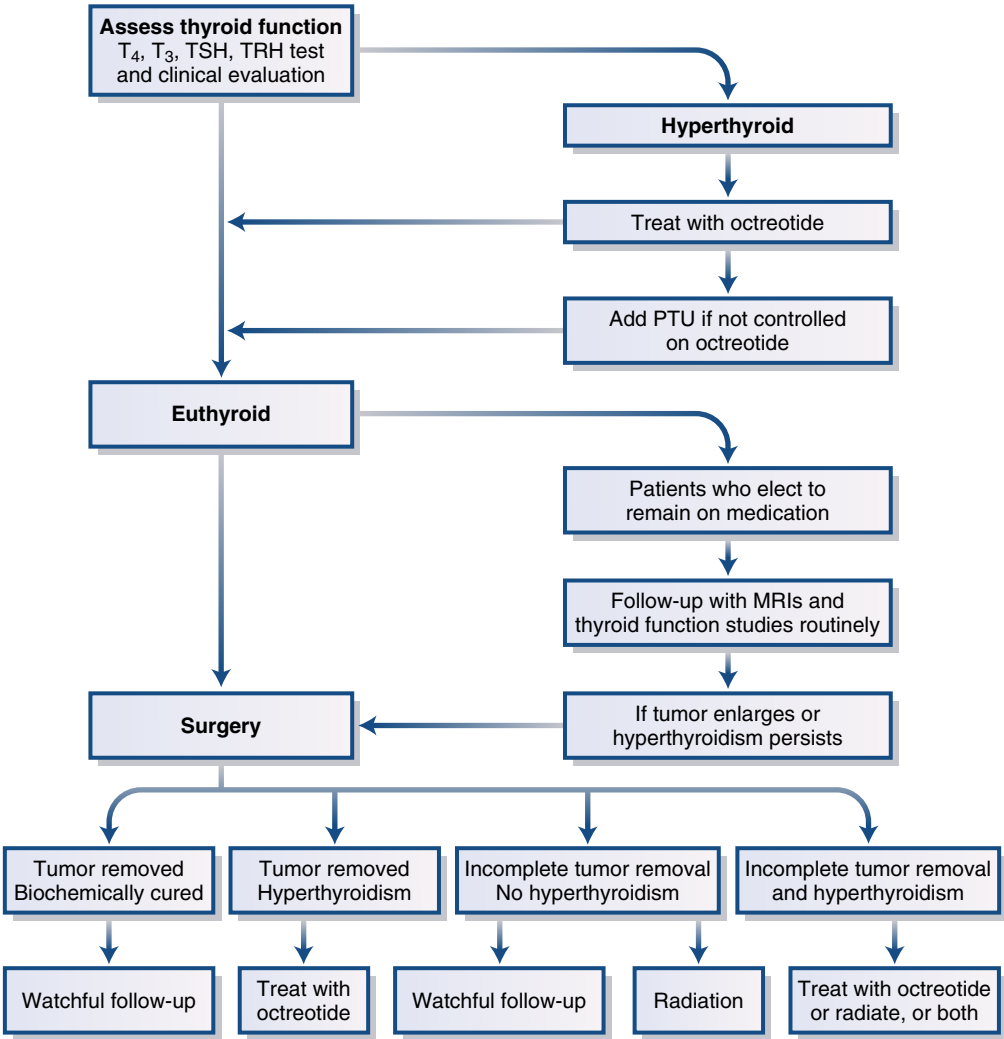 Assess thyroid function
T4, T3, TSH, TRH test
and clinical evaluation
Hyperthyroid
Treat with octreotide
Add PTU if not controlled
on octreotide
Euthyroid
Patients who elect to
remain on medication
Follow-up with MRIs and
thyroid function studies routinely
Surgery
If tumor enlarges or
hyperthyroidism persists
Tumor removed
Biochemically cured
Tumor removed
Hyperthyroidism
Incomplete tumor removal
No hyperthyroidism
Incomplete tumor removal
and hyperthyroidism
Watchful follow-up
Treat with
octreotide
Watchful follow-up
Radiation
Treat with octreotide
or radiate, or both